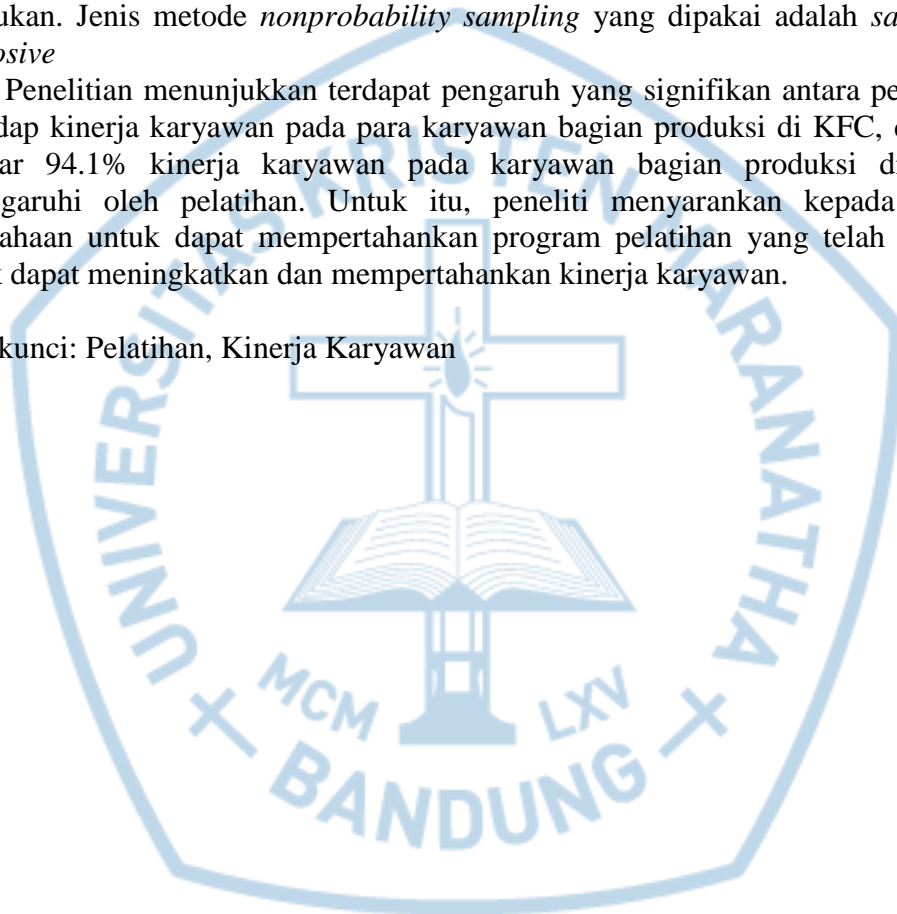 ukan. Jenis metode nonprobability sampling yang dipakai adalah sa
osive
Penelitian menunjukkan terdapat pengaruh yang signifikan antara pe
dap kinerja karyawan pada para karyawan bagian produksi di KFC,
ar 94.1% kinerja karyawan pada karyawan bagian produksi di
garuhi oleh pelatihan. Untuk itu, peneliti menyarankan kepada
ahaan untuk dapat mempertahankan program pelatihan yang telah
dapat meningkatkan dan mempertahankan kinerja karyawan.
kunci: Pelatihan, Kinerja Karyawan
UNIVERSITAS KRISTEN MARANATHA
MCM LXV
BANDUNG